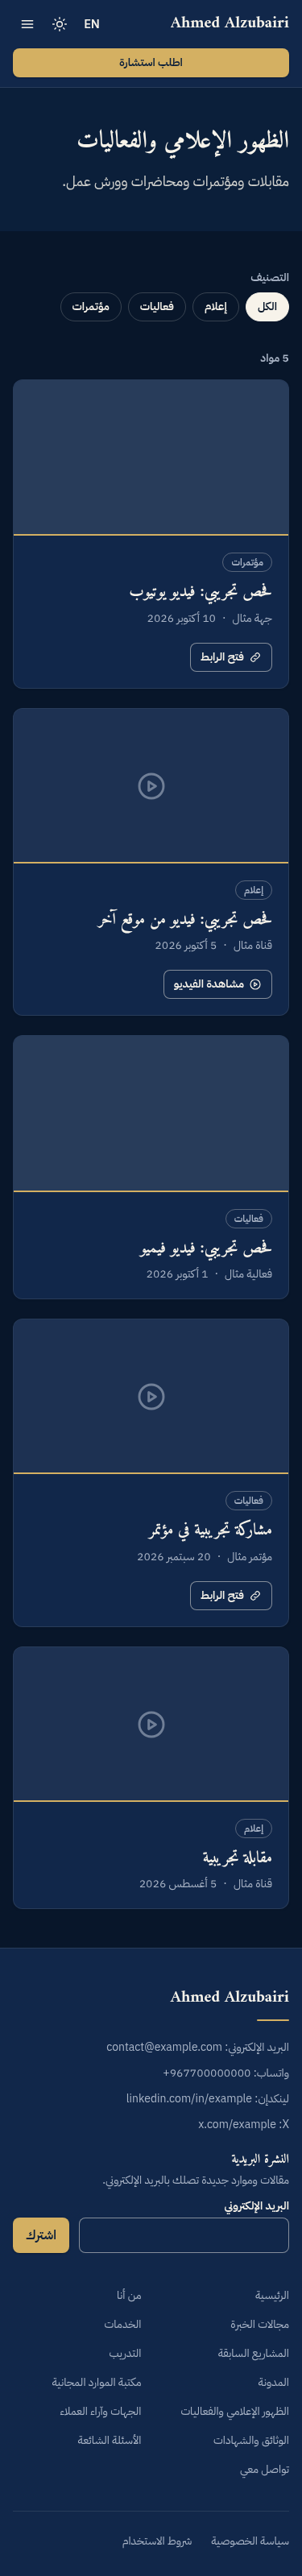 Ahmed Alzubairi
EN
اطلب استشارة
الظهور الإعلامي والفعاليات
مقابلات ومؤتمرات ومحاضرات وورش عمل.
التصنيف
الكل
إعلام
فعاليات
مؤتمرات
5 مواد
مؤتمرات
فحص تجريبي: فيديو يوتيوب
جهة مثال · 10 أكتوبر 2026
فتح الرابط
إعلام
فحص تجريبي: فيديو من موقع آخر
قناة مثال · 5 أكتوبر 2026
مشاهدة الفيديو
فعاليات
فحص تجريبي: فيديو فيميو
فعالية مثال · 1 أكتوبر 2026
فعاليات
مشاركة تجريبية في مؤتمر
مؤتمر مثال · 20 سبتمبر 2026
فتح الرابط
إعلام
مقابلة تجريبية
قناة مثال · 5 أغسطس 2026
Ahmed Alzubairi
البريد الإلكتروني: contact@example.com
واتساب: 967700000000+
لينكدإن: linkedin.com/in/example
X: x.com/example
النشرة البريدية
مقالات وموارد جديدة تصلك بالبريد الإلكتروني.
البريد الإلكتروني
اشترك
الرئيسية
من أنا
مجالات الخبرة
الخدمات
المشاريع السابقة
التدريب
المدونة
مكتبة الموارد المجانية
الظهور الإعلامي والفعاليات
الجهات وآراء العملاء
الوثائق والشهادات
الأسئلة الشائعة
تواصل معي
سياسة الخصوصية
شروط الاستخدام